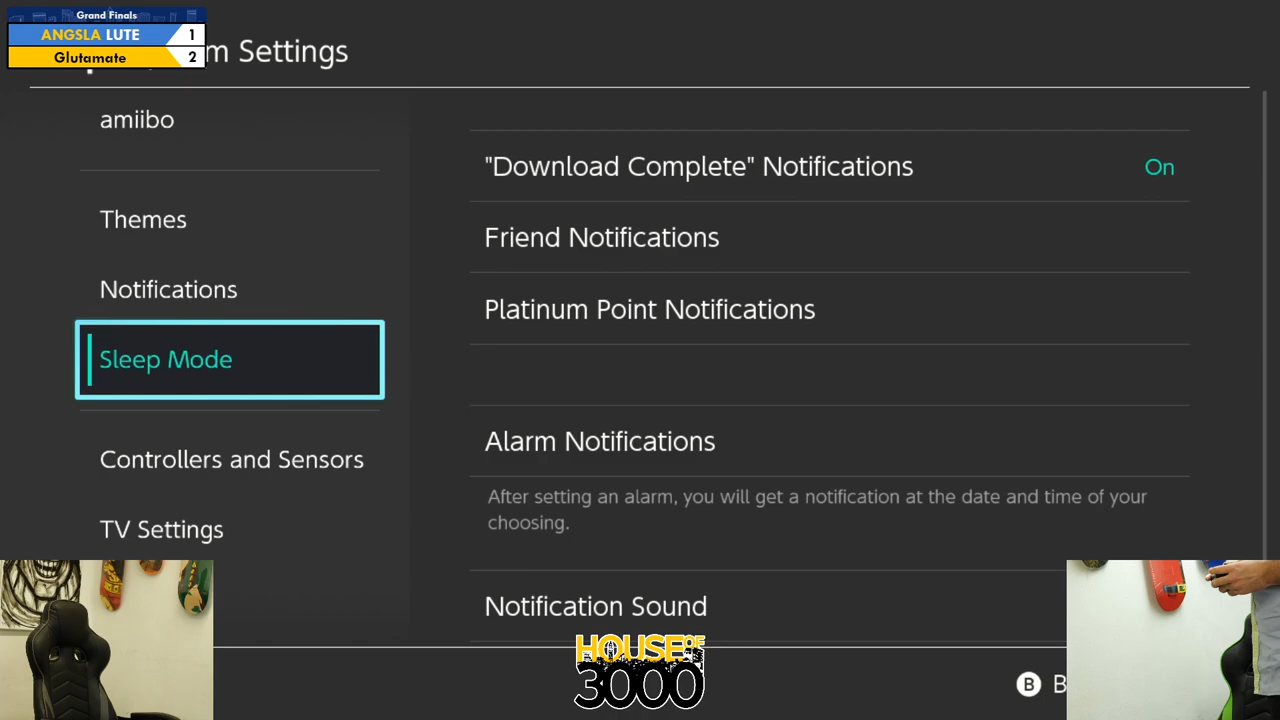 Grand Finals
ANGSLA LUTE 1
Glutamate 2
m Settings
amiibo
Themes
Notifications
Sleep Mode
Controllers and Sensors
TV Settings
"Download Complete" Notifications On
Friend Notifications
Platinum Point Notifications
Alarm Notifications
After setting an alarm, you will get a notification at the date and time of your
choosing.
Notification Sound
HOUSE OF
3000
B B